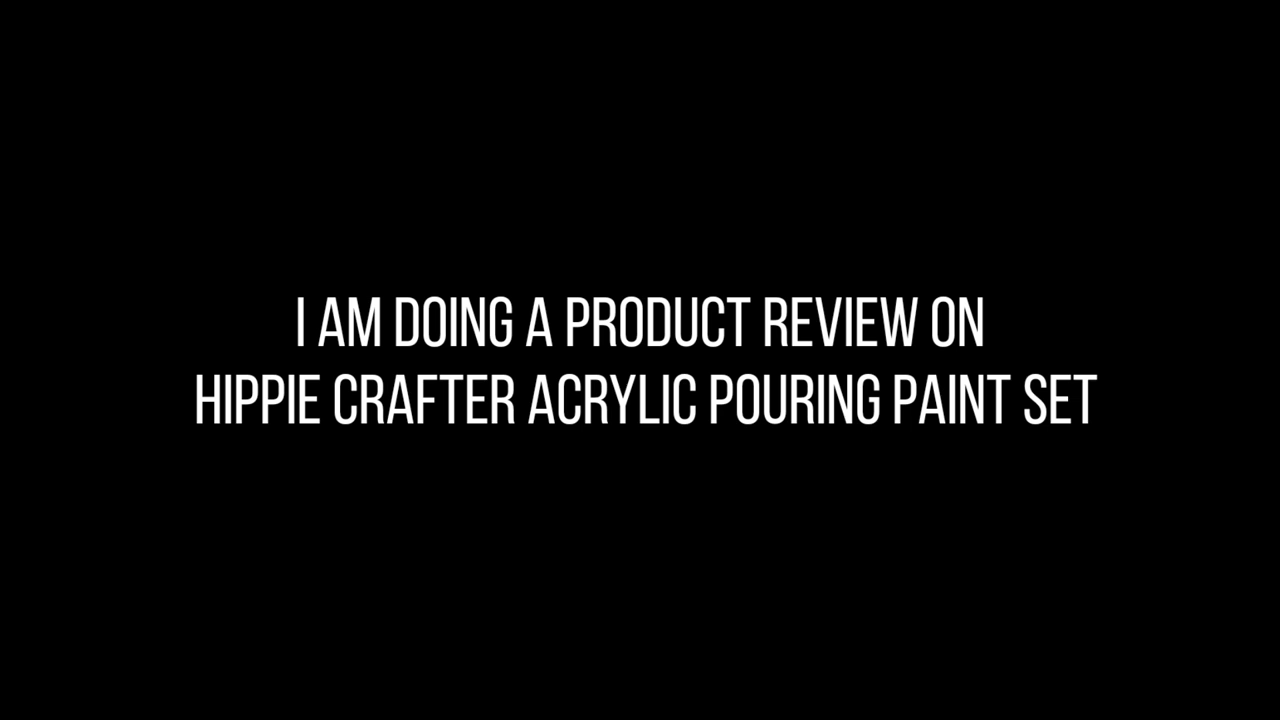 I AM DOING A PRODUCT REVIEW ON
HIPPIE CRAFTER ACRYLIC POURING PAINT SET